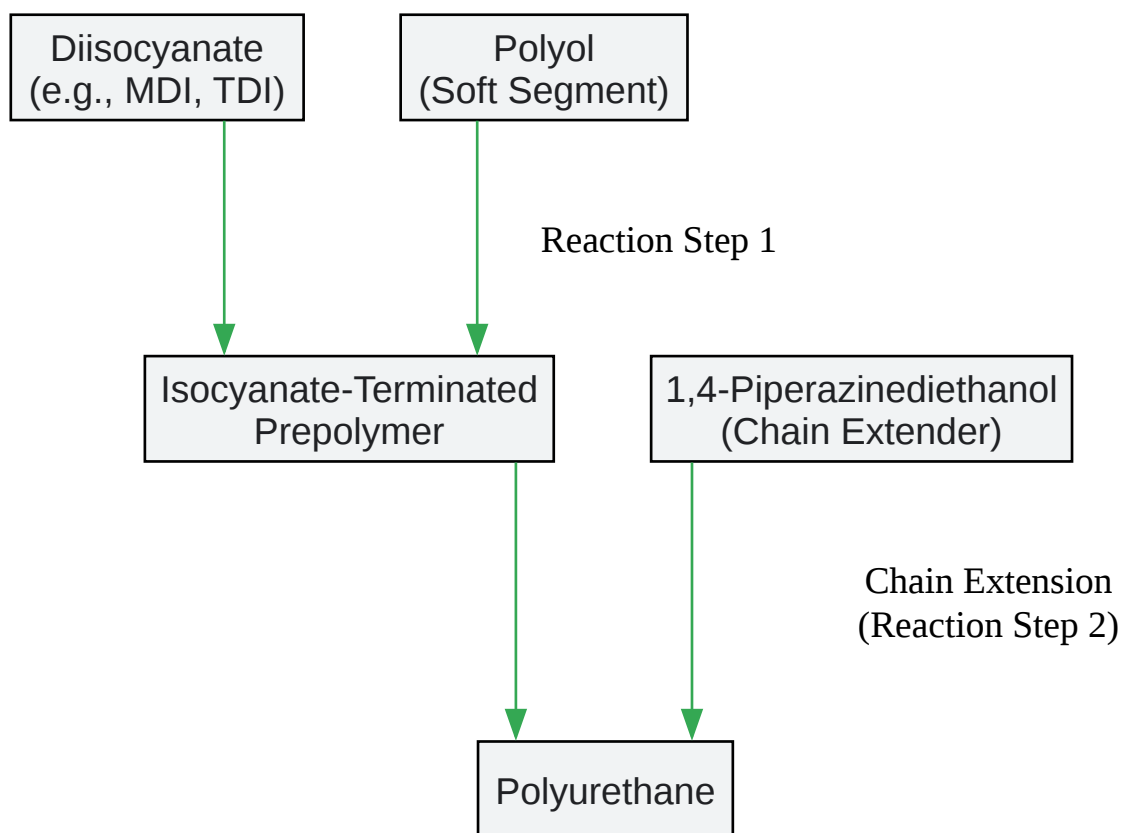 Diisocyanate
(e.g., MDI, TDI)
Polyol
(Soft Segment)
Reaction Step 1
Isocyanate-Terminated
Prepolymer
1,4-Piperazinediethanol
(Chain Extender)
Chain Extension
(Reaction Step 2)
Polyurethane